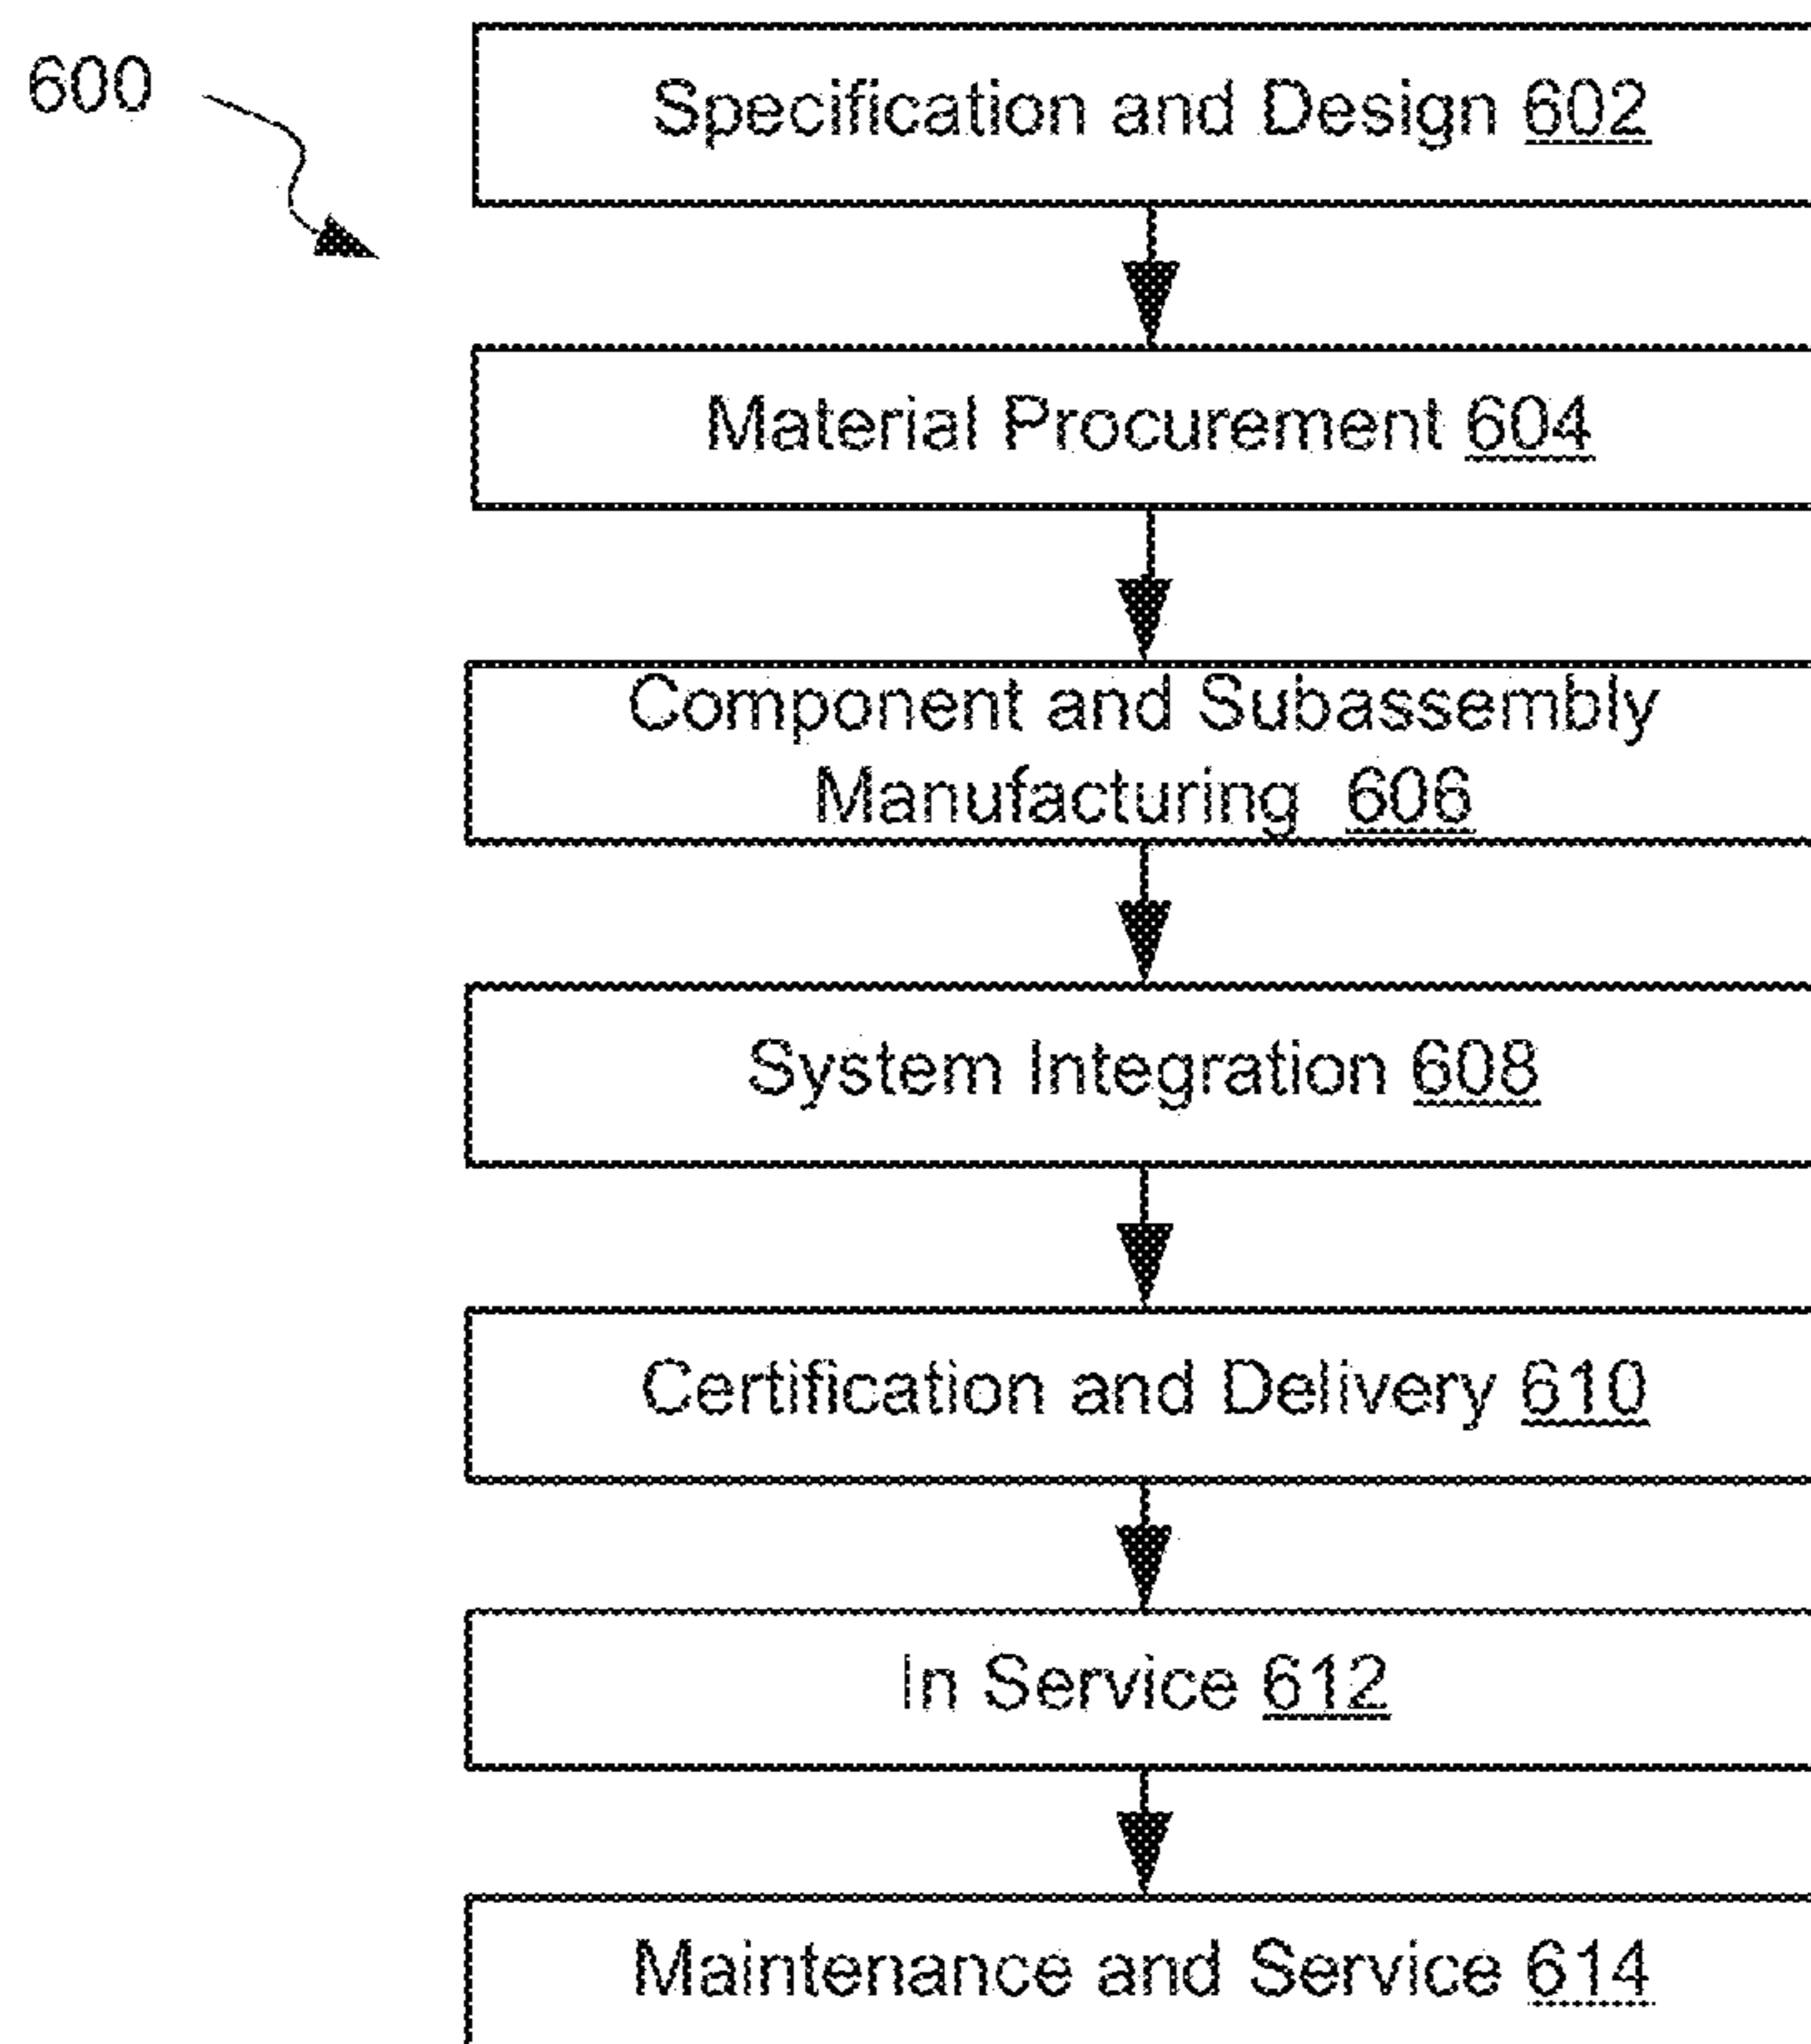 600
Specification and Design 602
Material Procurement 604
Component and Subassembly
Manufacturing 606
System Integration 608
Certification and Delivery 610
In Service 612
Maintenance and Service 614